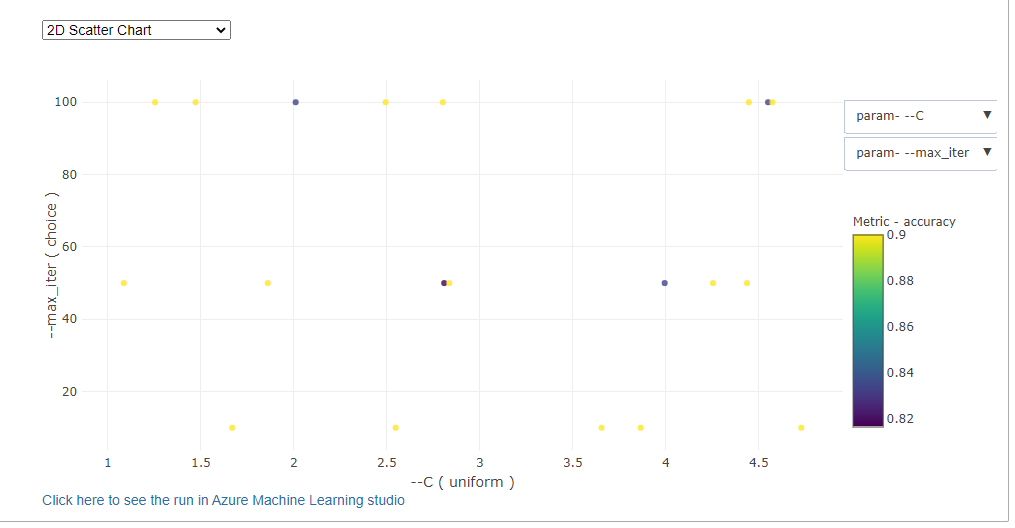 2D Scatter Chart
100
80
60
40
20
--max_iter ( choice )
1
1.5
2
2.5
3
3.5
4
4.5
--C ( uniform )
param- --C ▼
param- --max_iter ▼
Metric - accuracy
0.9
0.88
0.86
0.84
0.82
Click here to see the run in Azure Machine Learning studio